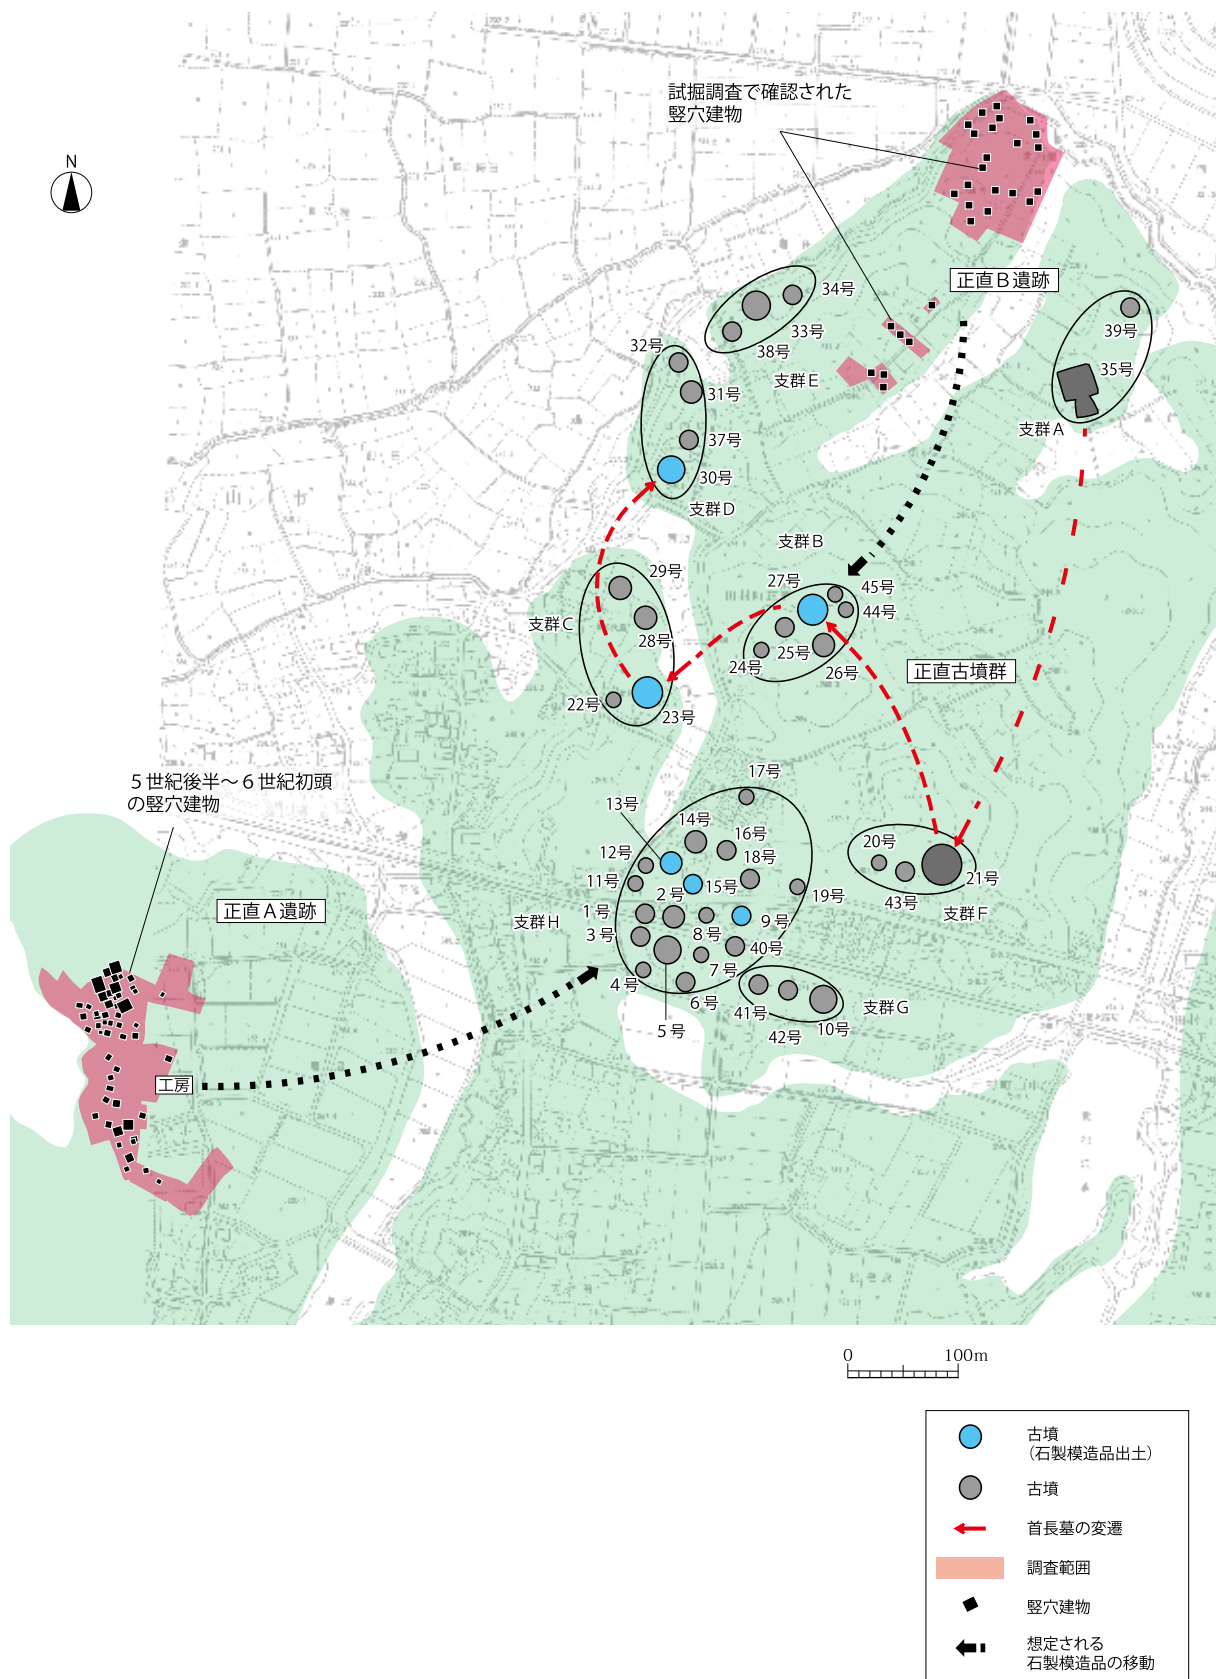 試掘調査で確認された
竪穴建物
N
正直B遺跡
34号
33号
38号
支群E
39号
35号
支群A
32号
31号
37号
30号
支群D
支群B
27号
45号
44号
25号
24号
26号
29号
支群C
28号
22号
23号
正直古墳群
5世紀後半～6世紀初頭
の竪穴建物
17号
13号
14号
16号
12号
18号
11号
2号
15号
19号
1号
支群H
3号
8号
9号
40号
7号
4号
6号
5号
20号
21号
43号
支群F
41号
42号
10号
支群G
正直A遺跡
工房
0 100m
古墳
（石製模造品出土）
古墳
首長墓の変遷
調査範囲
竪穴建物
想定される
石製模造品の移動